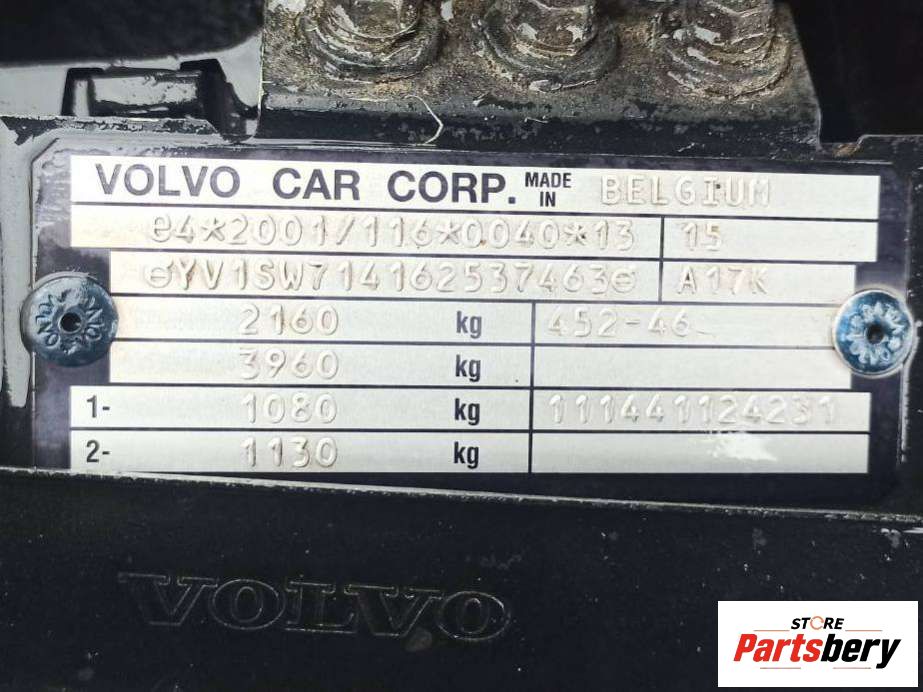 VOLVO CAR CORP. MADE IN BELGIUM
e4*2001/116*0040*13 15
YV1SW714162537463 A17K
2160 kg 452-46
3960 kg
1- 1080 kg 111441124231
2- 1130 kg
VOLVO
STORE
Partsbery